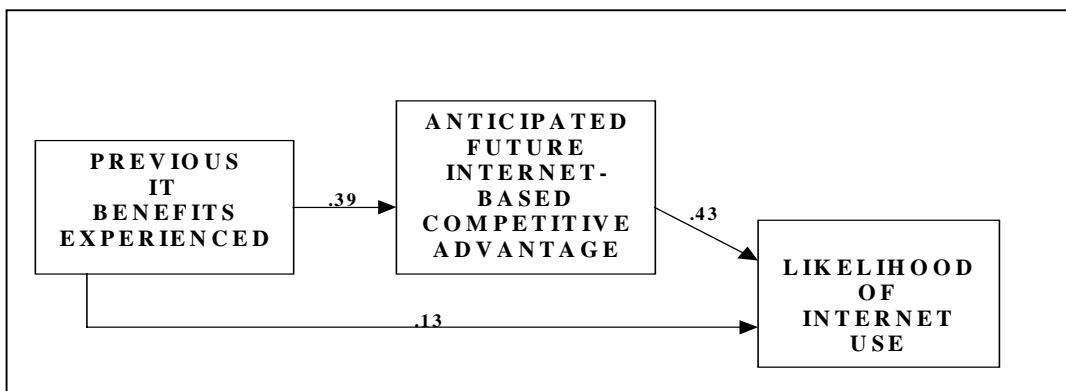 PREVIOUS
IT
BENEFITS
EXPERIENCED
.39
ANTICIPATED
FUTURE
INTERNET-
BASED
COMPETITIVE
ADVANTAGE
.43
.13
LIKELIHOOD
OF
INTERNET
USE